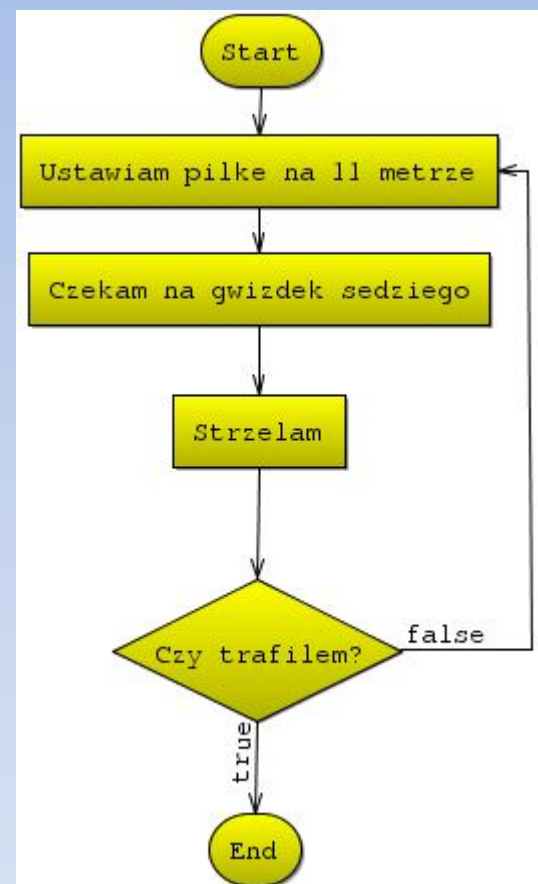 Start
Ustawiam pilke na 11 metrze
Czekam na gwizdek sedziego
Strzelam
Czy trafilem?
false
true
End